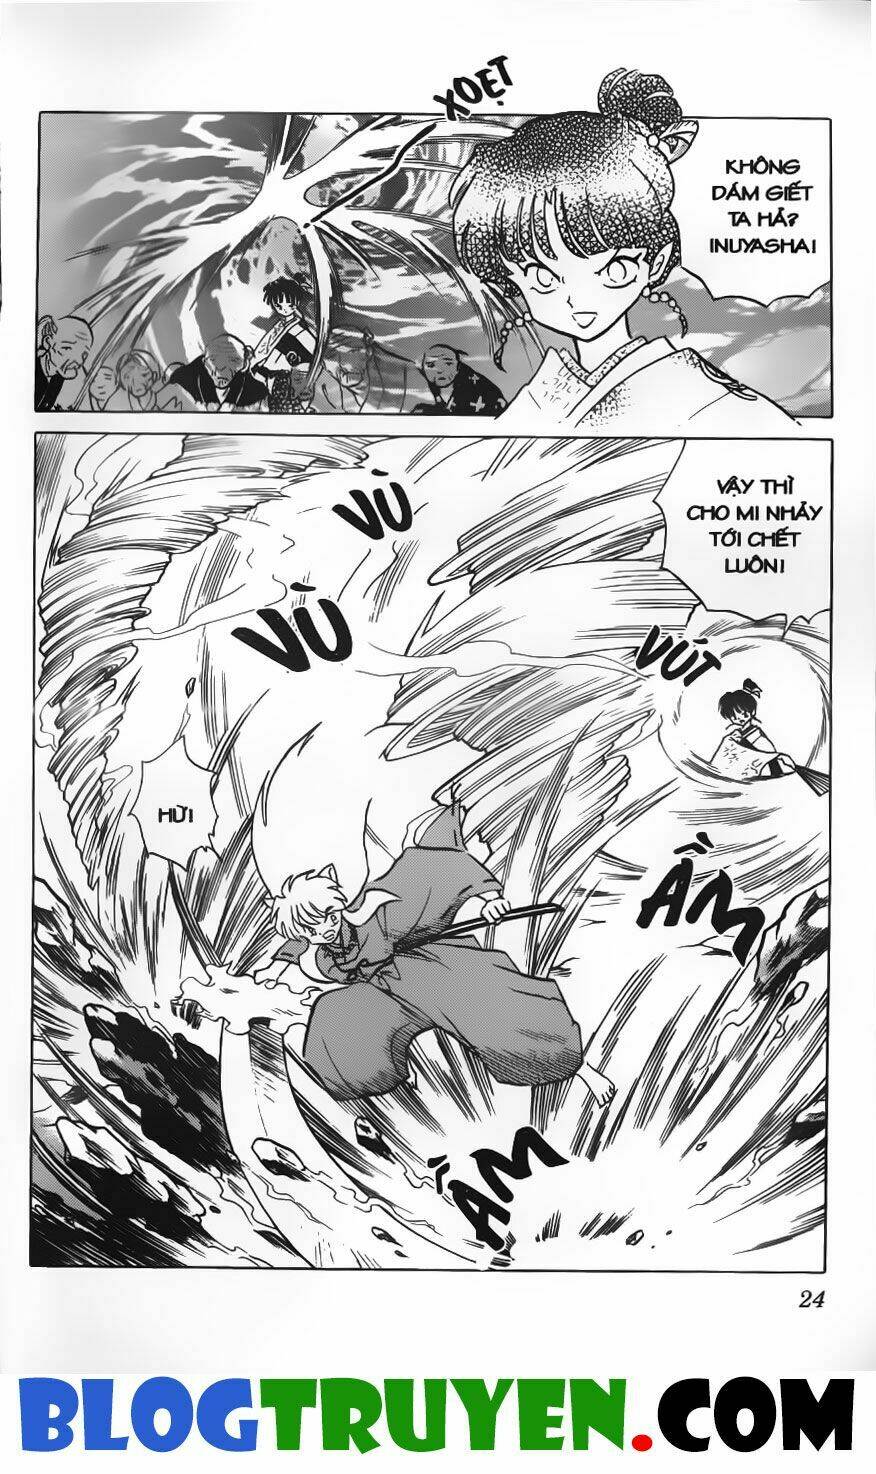 XOẸT
KHÔNG
DÁM GIẾT
TA HẢ?
INUYASHA!
VẬY THÌ
CHO MI NHẢY
TỚI CHẾT
LUÔN!
VÙ
VÙ
VÚT
HỪ!
ẦM
ẦM
24
BLOGTRUYEN.COM